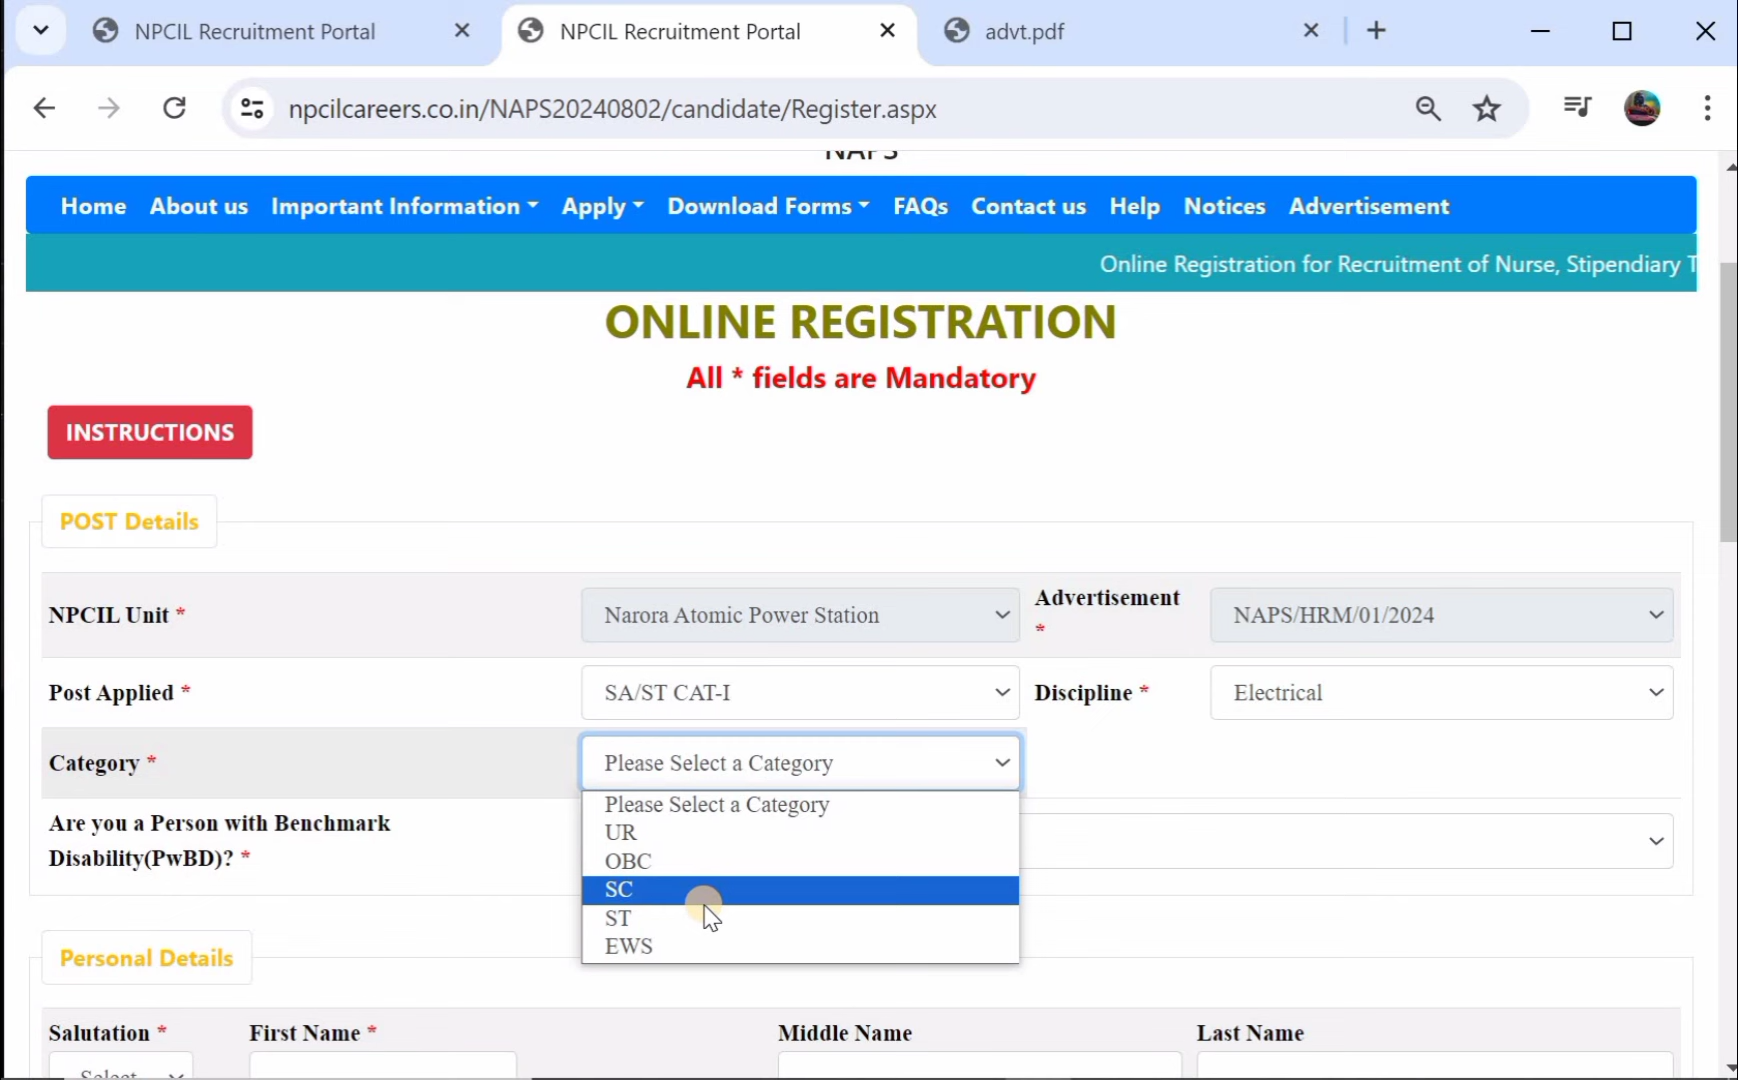 NPCIL Recruitment Portal
NPCIL Recruitment Portal
advt.pdf
npcilcareers.co.in/NAPS20240802/candidate/Register.aspx
NAPS
Home About us Important Information Apply Download Forms FAQs Contact us Help Notices Advertisement
Online Registration for Recruitment of Nurse, Stipendiary T
ONLINE REGISTRATION
All * fields are Mandatory
INSTRUCTIONS
POST Details
NPCIL Unit * Narora Atomic Power Station Advertisement * NAPS/HRM/01/2024
Post Applied * SA/ST CAT-I Discipline * Electrical
Category * Please Select a Category
Please Select a Category
UR
OBC
SC
ST
EWS
Are you a Person with Benchmark
Disability(PwBD)? *
Personal Details
Salutation * First Name * Middle Name Last Name
Select